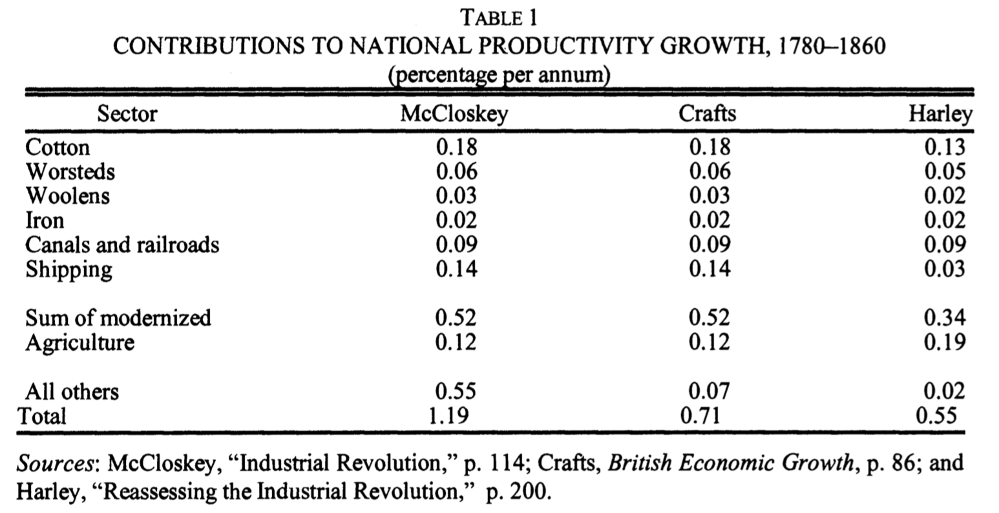 TABLE 1
CONTRIBUTIONS TO NATIONAL PRODUCTIVITY GROWTH, 1780–1860
(percentage per annum)
Sector McCloskey Crafts Harley
Cotton 0.18 0.18 0.13
Worsteds 0.06 0.06 0.05
Woolens 0.03 0.03 0.02
Iron 0.02 0.02 0.02
Canals and railroads 0.09 0.09 0.09
Shipping 0.14 0.14 0.03
Sum of modernized 0.52 0.52 0.34
Agriculture 0.12 0.12 0.19
All others 0.55 0.07 0.02
Total 1.19 0.71 0.55
Sources: McCloskey, “Industrial Revolution,” p. 114; Crafts, British Economic Growth, p. 86; and
Harley, “Reassessing the Industrial Revolution,” p. 200.